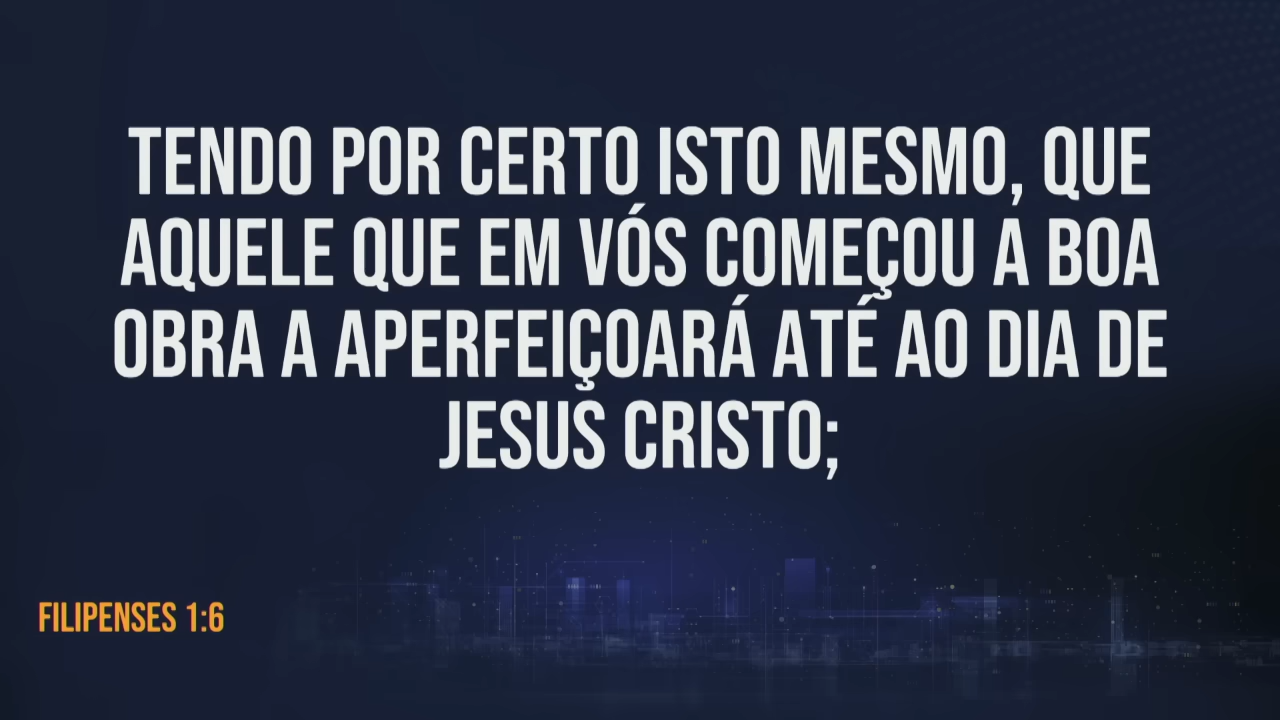 TENDO POR CERTO ISTO MESMO, QUE
AQUELE QUE EM VÓS COMEÇOU A BOA
OBRA A APERFEIÇOARÁ ATÉ AO DIA DE
JESUS CRISTO;
FILIPENSES 1:6